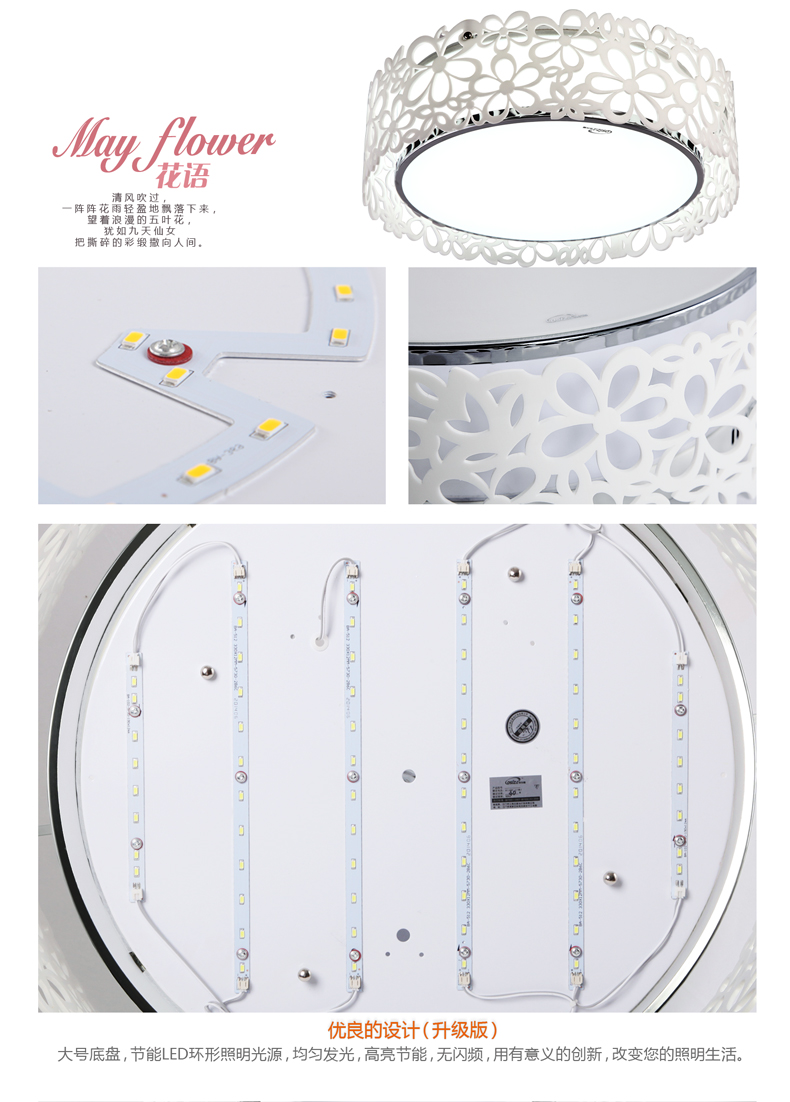 May flower
花语
清风吹过，
一阵阵花雨轻盈地飘落下来，
望着浪漫的五叶花，
犹如九天仙女
把撕碎的彩缎撒向人间。
优良的设计（升级版）
大号底盘，节能LED环形照明光源，均匀发光，高亮节能，无闪频，用有意义的创新，改变您的照明生活。